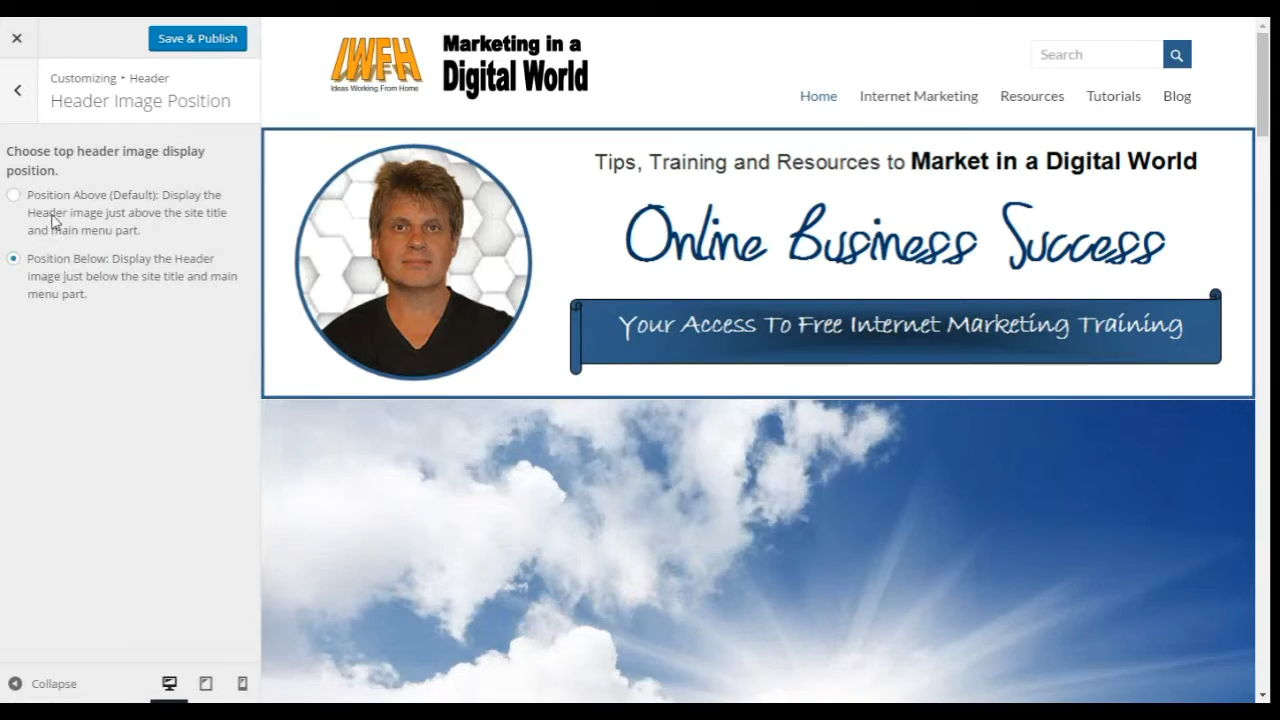 Save & Publish
Customizing ‣ Header
Header Image Position
Choose top header image display
position.
Position Above (Default): Display the
Header image just above the site title
and main menu part.
Position Below: Display the Header
image just below the site title and main
menu part.
Collapse
IWFH
Ideas Working From Home
Marketing in a
Digital World
Search
Home Internet Marketing Resources Tutorials Blog
Tips, Training and Resources to Market in a Digital World
Online Business Success
Your Access To Free Internet Marketing Training